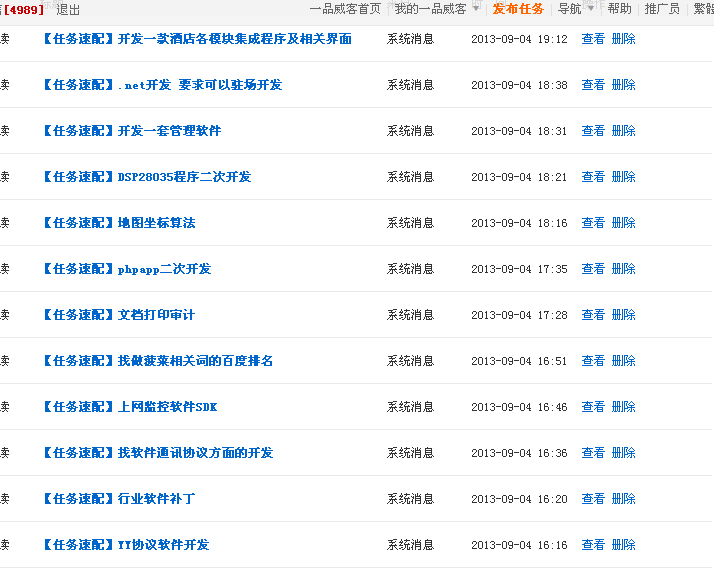 [4989] 退出 一品威客首页 我的一品威客 发布任务 导航 帮助 推广员
读 【任务速配】开发一款酒店各模块集成程序及相关界面 系统消息 2013-09-04 19:12 查看 删除
读 【任务速配】.net开发 要求可以驻场开发 系统消息 2013-09-04 18:38 查看 删除
读 【任务速配】开发一套管理软件 系统消息 2013-09-04 18:31 查看 删除
读 【任务速配】DSP28035程序二次开发 系统消息 2013-09-04 18:21 查看 删除
读 【任务速配】地图坐标算法 系统消息 2013-09-04 18:16 查看 删除
读 【任务速配】phpapp二次开发 系统消息 2013-09-04 17:35 查看 删除
读 【任务速配】文档打印审计 系统消息 2013-09-04 17:28 查看 删除
读 【任务速配】找做菠菜相关词的百度排名 系统消息 2013-09-04 16:51 查看 删除
读 【任务速配】上网监控软件SDK 系统消息 2013-09-04 16:46 查看 删除
读 【任务速配】找软件通讯协议方面的开发 系统消息 2013-09-04 16:36 查看 删除
读 【任务速配】行业软件补丁 系统消息 2013-09-04 16:20 查看 删除
读 【任务速配】YY协议软件开发 系统消息 2013-09-04 16:16 查看 删除